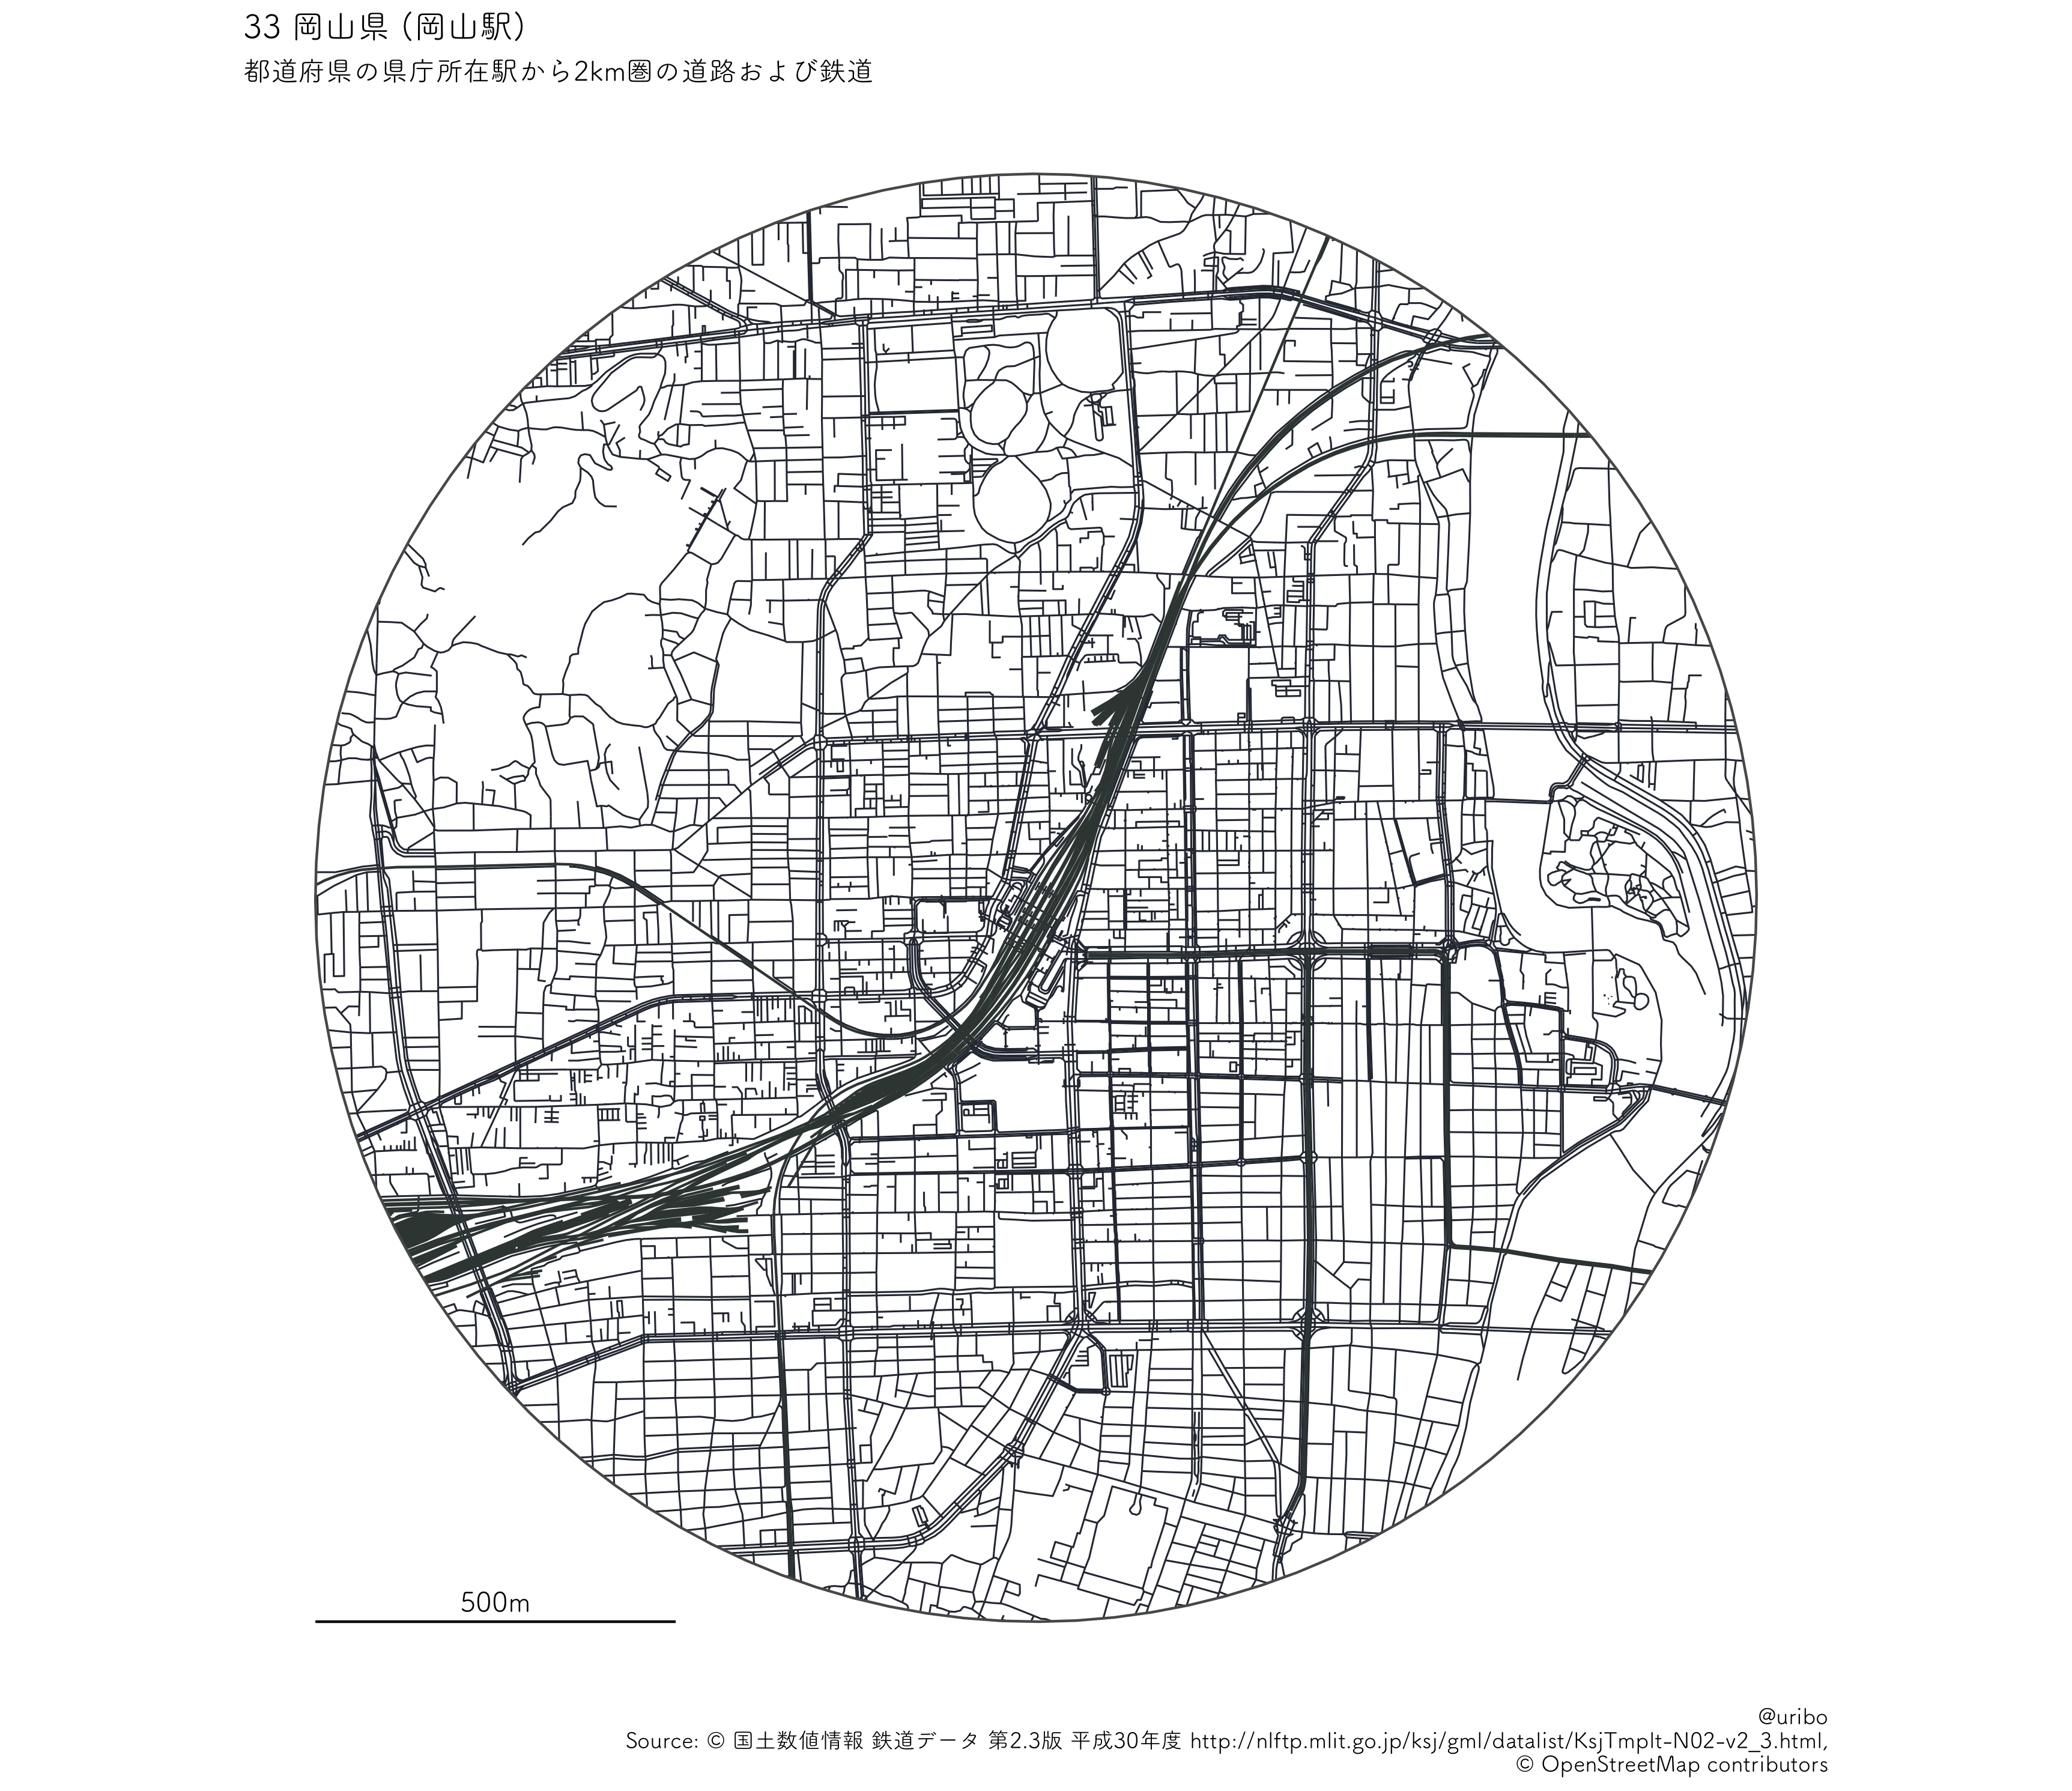 33 岡山県 (岡山駅)
都道府県の県庁所在駅から2km圏の道路および鉄道
500m
@uribo
Source: © 国土数値情報 鉄道データ 第2.3版 平成30年度 http://nlftp.mlit.go.jp/ksj/gml/datalist/KsjTmplt-N02-v2_3.html,
© OpenStreetMap contributors